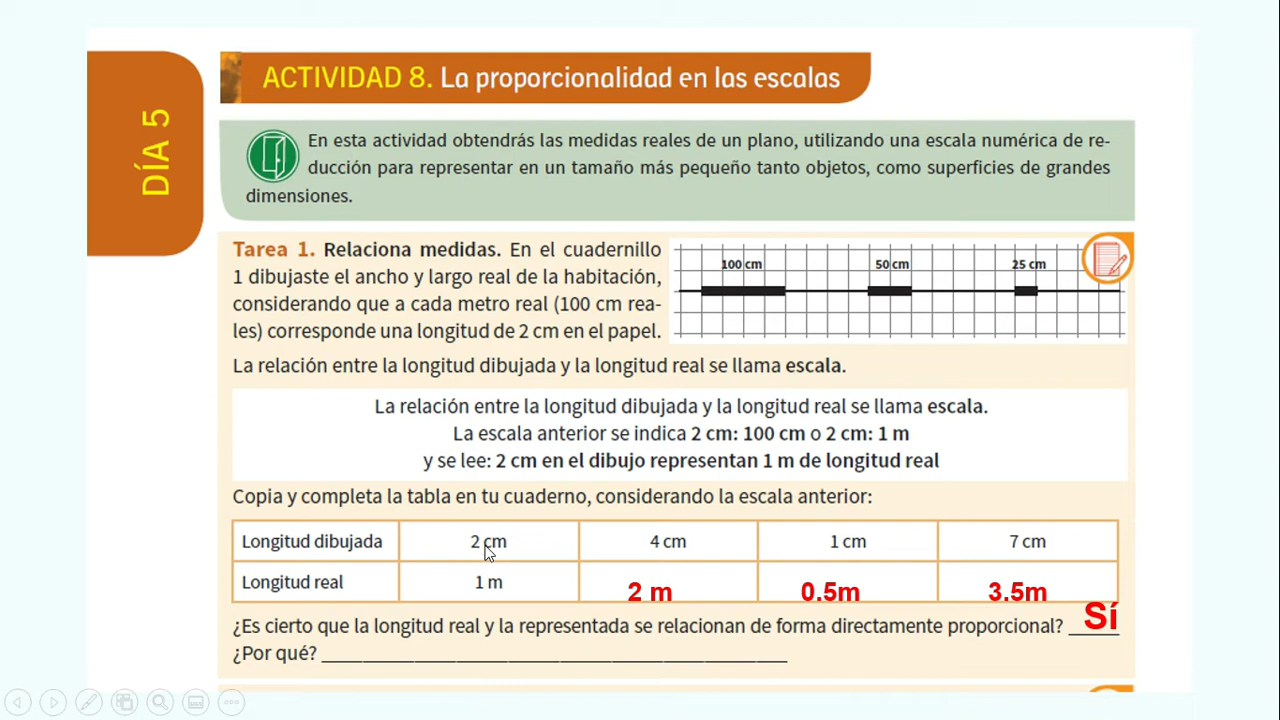 DÍA 5
ACTIVIDAD 8. La proporcionalidad en las escalas
En esta actividad obtendrás las medidas reales de un plano, utilizando una escala numérica de re-
ducción para representar en un tamaño más pequeño tanto objetos, como superficies de grandes
dimensiones.
Tarea 1. Relaciona medidas. En el cuadernillo
1 dibujaste el ancho y largo real de la habitación,
considerando que a cada metro real (100 cm rea-
les) corresponde una longitud de 2 cm en el papel.
100 cm 50 cm 25 cm
La relación entre la longitud dibujada y la longitud real se llama escala.
La relación entre la longitud dibujada y la longitud real se llama escala.
La escala anterior se indica 2 cm: 100 cm o 2 cm: 1 m
y se lee: 2 cm en el dibujo representan 1 m de longitud real
Copia y completa la tabla en tu cuaderno, considerando la escala anterior:
Longitud dibujada 2 cm 4 cm 1 cm 7 cm
Longitud real 1 m 2 m 0.5m 3.5m
¿Es cierto que la longitud real y la representada se relacionan de forma directamente proporcional? Sí
¿Por qué?